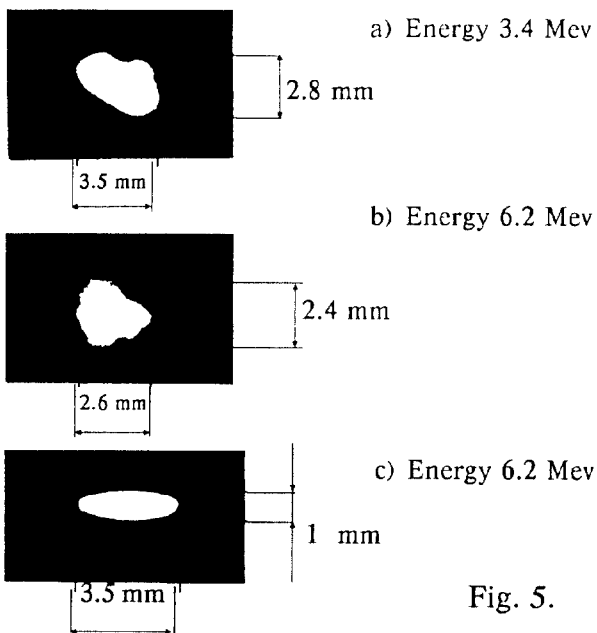 a) Energy 3.4 Mev
2.8 mm
3.5 mm
b) Energy 6.2 Mev
2.4 mm
2.6 mm
c) Energy 6.2 Mev
1 mm
3.5 mm
Fig. 5.